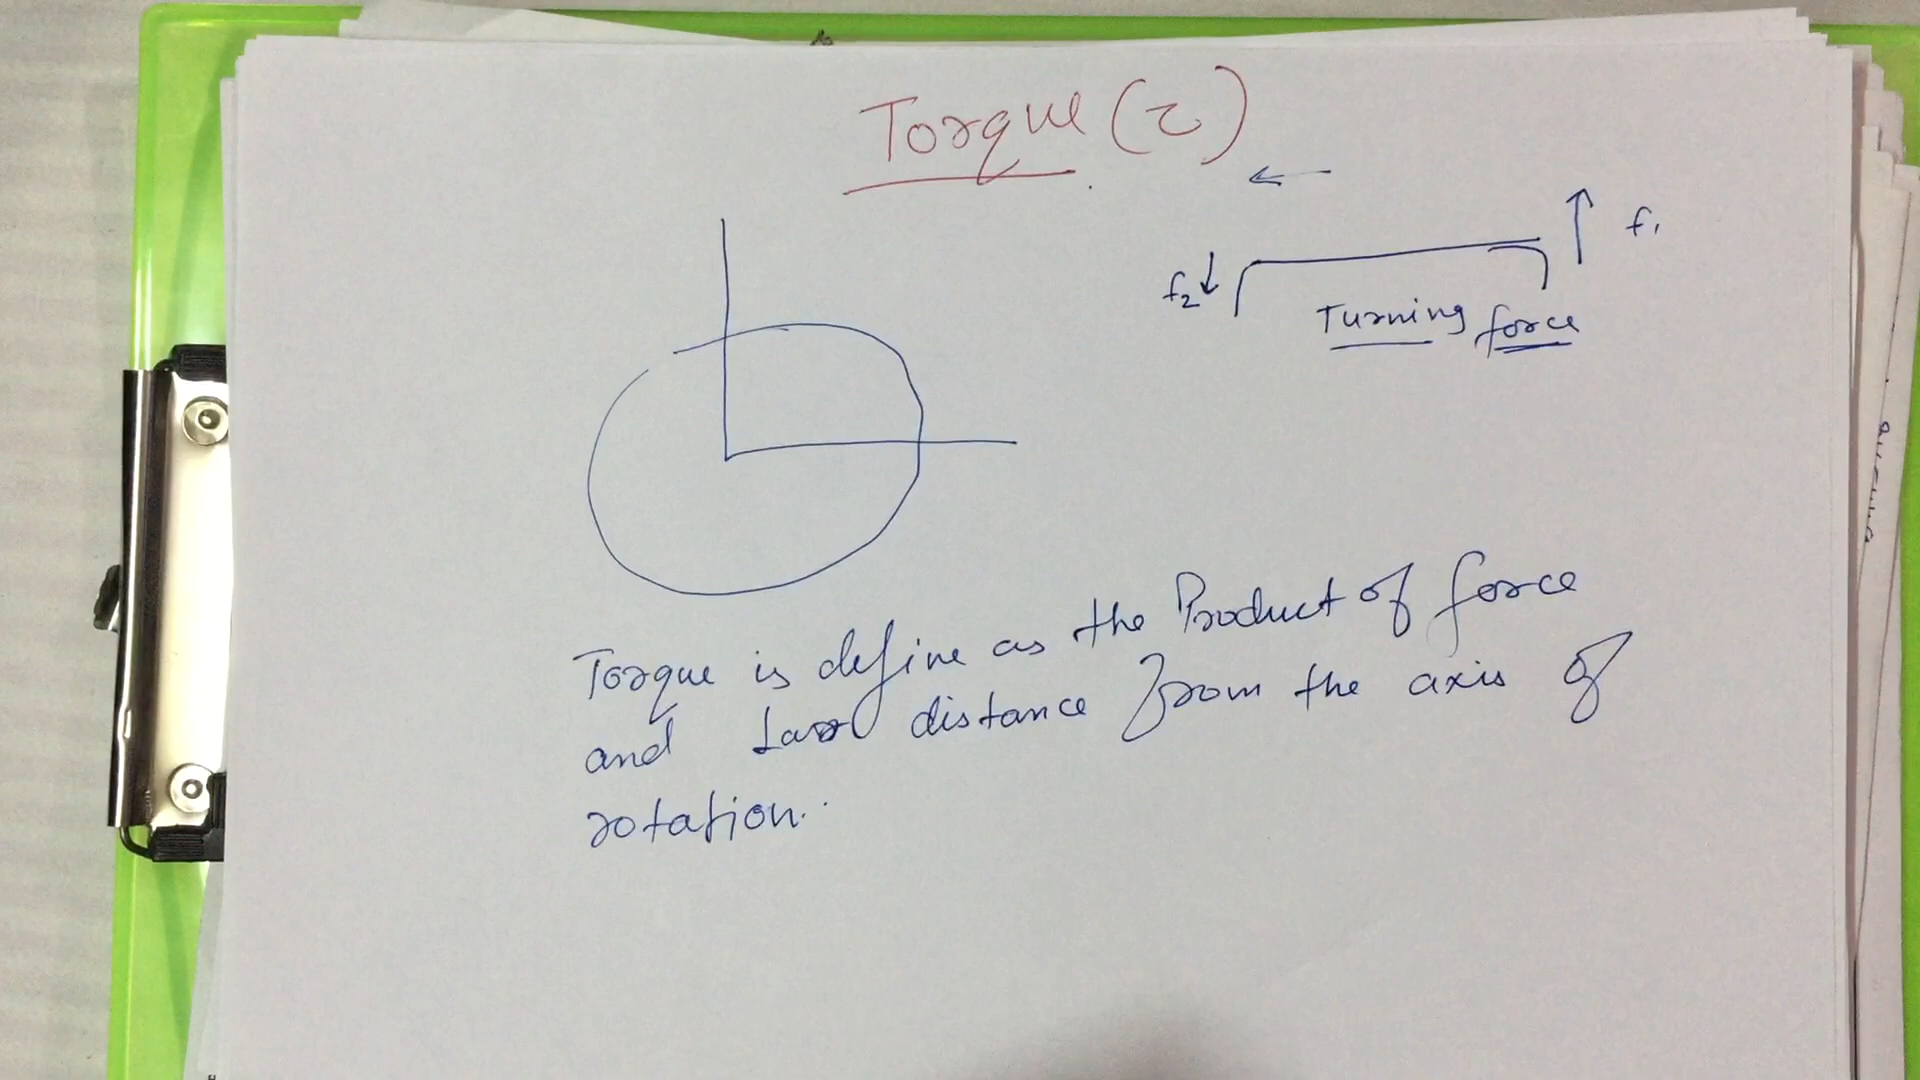 Torque (τ)
f1
f2
Turning force
Torque is define as the Product of force
and distance from the axis of
rotation.